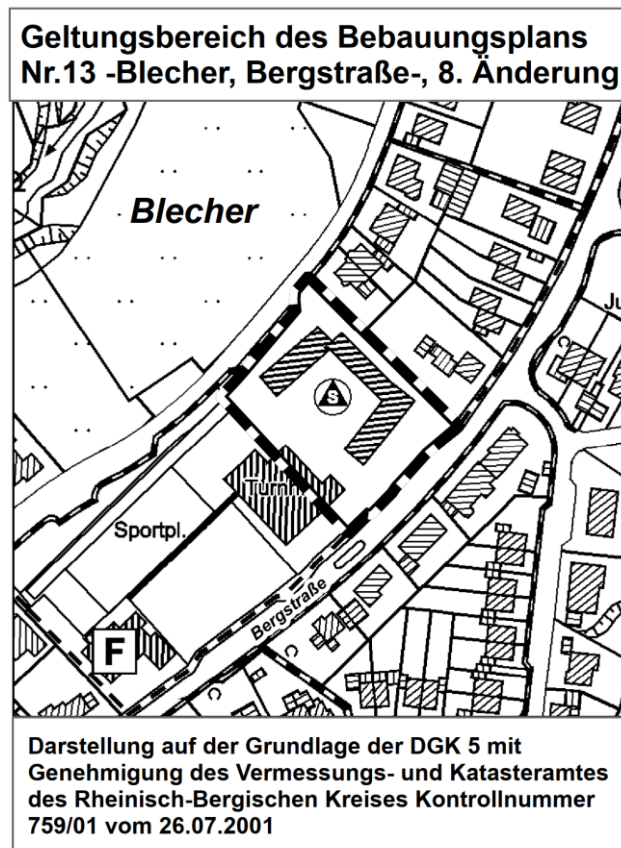 Geltungsbereich des Bebauungsplans
Nr.13 -Blecher, Bergstraße-, 8. Änderung
Blecher
Ju
S
Turnh
Sportpl.
Bergstraße
F
Darstellung auf der Grundlage der DGK 5 mit
Genehmigung des Vermessungs- und Katasteramtes
des Rheinisch-Bergischen Kreises Kontrollnummer
759/01 vom 26.07.2001